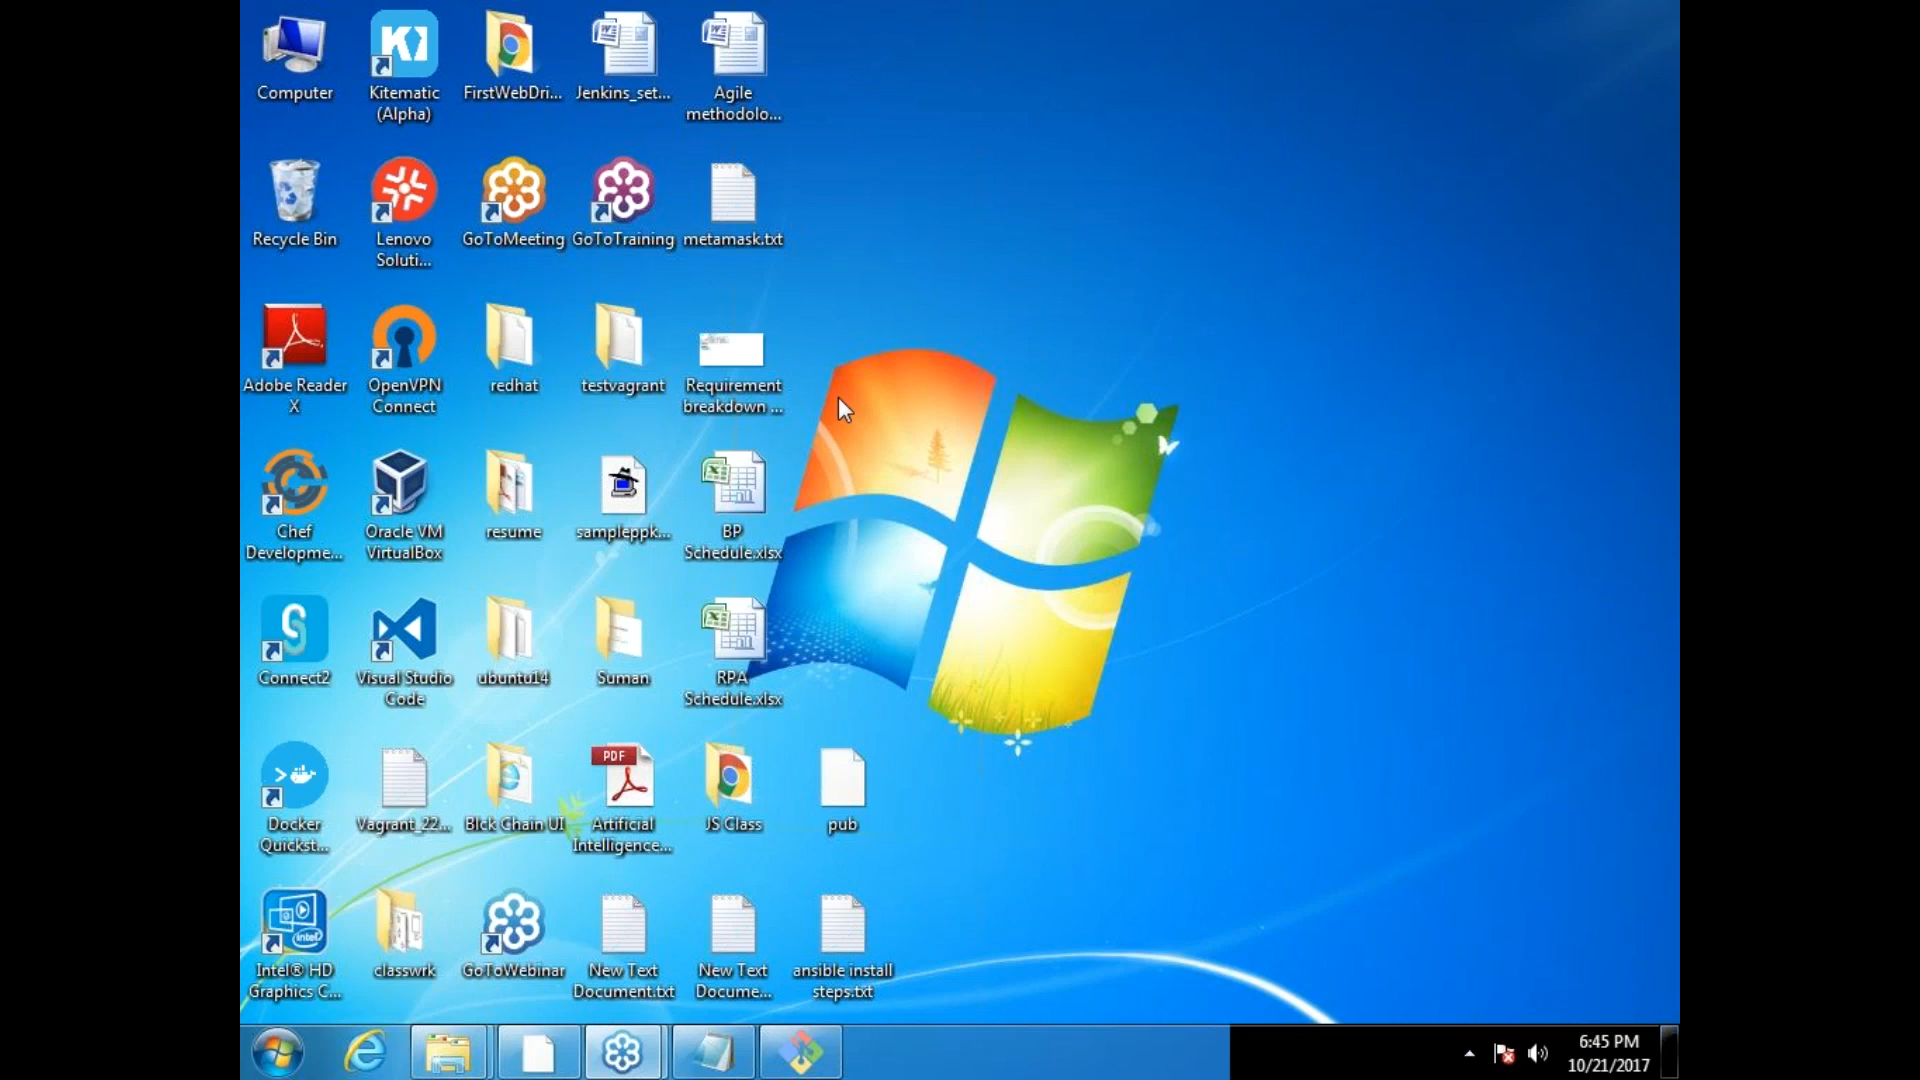 Computer
Kitematic
(Alpha)
FirstWebDri...
Jenkins_set...
Agile
methodolo...
Recycle Bin
Lenovo
Soluti...
GoToMeeting
GoToTraining
metamask.txt
Adobe Reader
X
OpenVPN
Connect
redhat
testvagrant
Requirement
breakdown ...
Chef
Developme...
Oracle VM
VirtualBox
resume
sampleppk...
BP
Schedule.xlsx
Connect2
Visual Studio
Code
ubuntu14
Suman
RPA
Schedule.xlsx
Docker
Quickst...
Vagrant_22...
Blck Chain UI
PDF
Artificial
Intelligence...
JS Class
pub
intel
Intel® HD
Graphics C...
classwrk
GoToWebinar
New Text
Document.txt
New Text
Docume...
ansible install
steps.txt
6:45 PM
10/21/2017